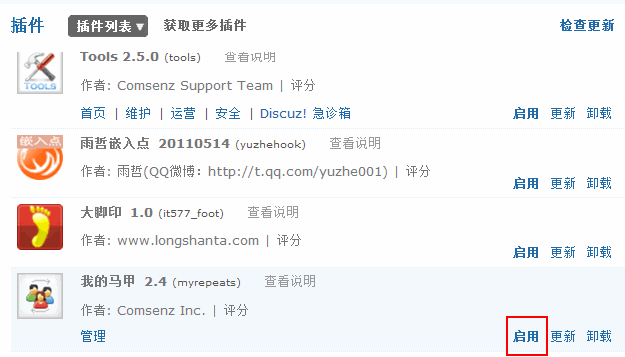 插件 插件列表 获取更多插件 检查更新
Tools 2.5.0 (tools) 查看说明
TOOLS
作者: Comsenz Support Team | 评分
首页 | 维护 | 运营 | 安全 | Discuz! 急诊箱 启用 更新 卸载
嵌入点
雨哲嵌入点 20110514 (yuzhehook) 查看说明
作者: 雨哲(QQ微博：http://t.qq.com/yuzhe001) | 评分
启用 更新 卸载
大脚印 1.0 (it577_foot) 查看说明
作者: www.longshanta.com | 评分
启用 更新 卸载
我的马甲 2.4 (myrepeats) 查看说明
作者: Comsenz Inc. | 评分
管理 启用 更新 卸载